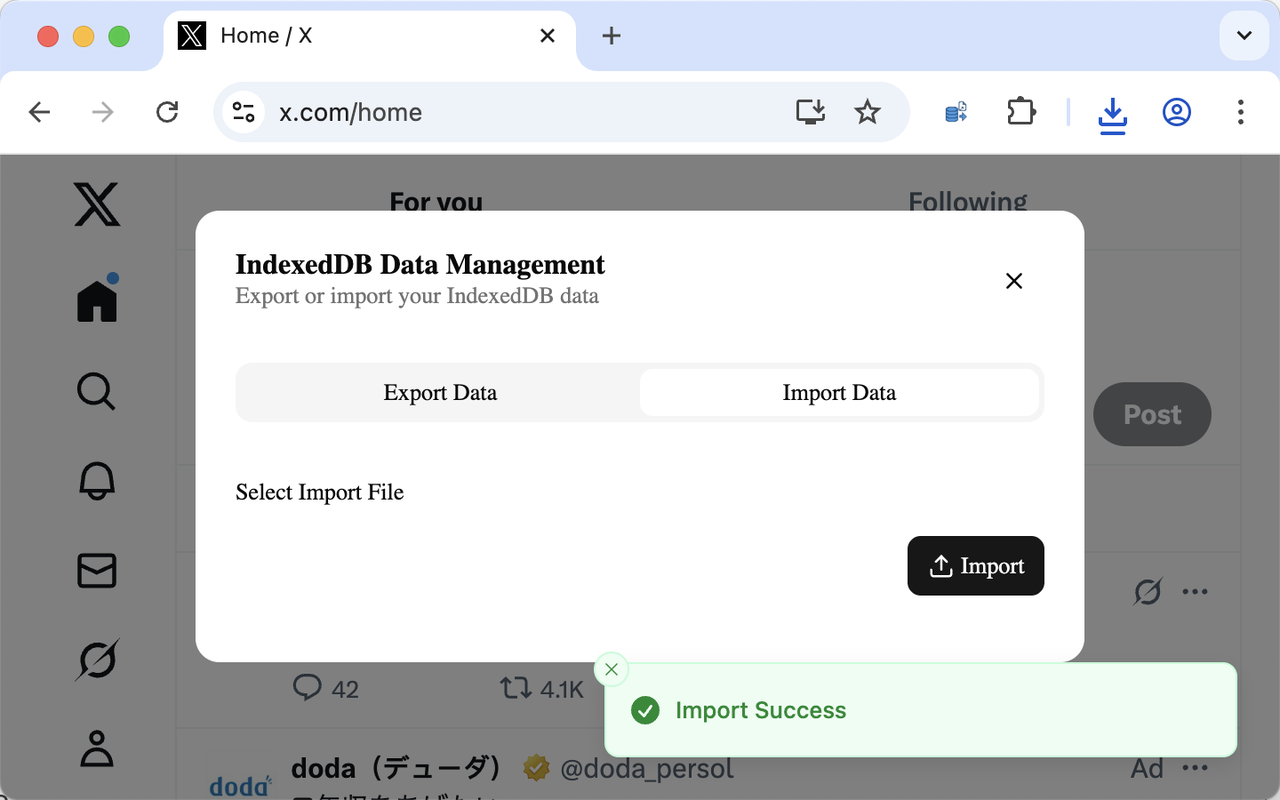 Home / X
x.com/home
For you
Following
IndexedDB Data Management
Export or import your IndexedDB data
Export Data
Import Data
Post
Select Import File
Import
42
4.1K
Import Success
doda
doda（デューダ）
@doda_persol
Ad